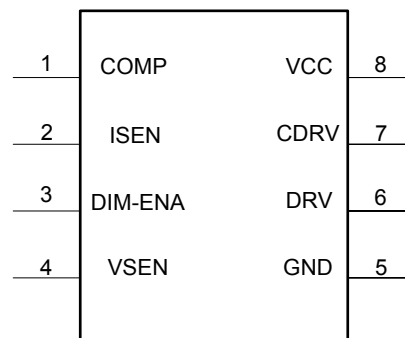 1 COMP VCC 8
2 ISEN CDRV 7
3 DIM-ENA DRV 6
4 VSEN GND 5